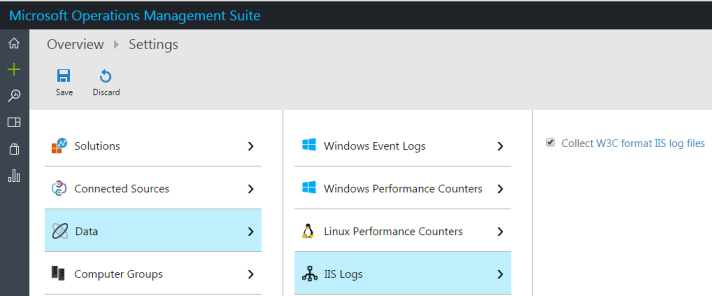 Microsoft Operations Management Suite
Overview Settings
Save Discard
Solutions
Connected Sources
Data
Computer Groups
Windows Event Logs
Windows Performance Counters
Linux Performance Counters
IIS Logs
Collect W3C format IIS log files